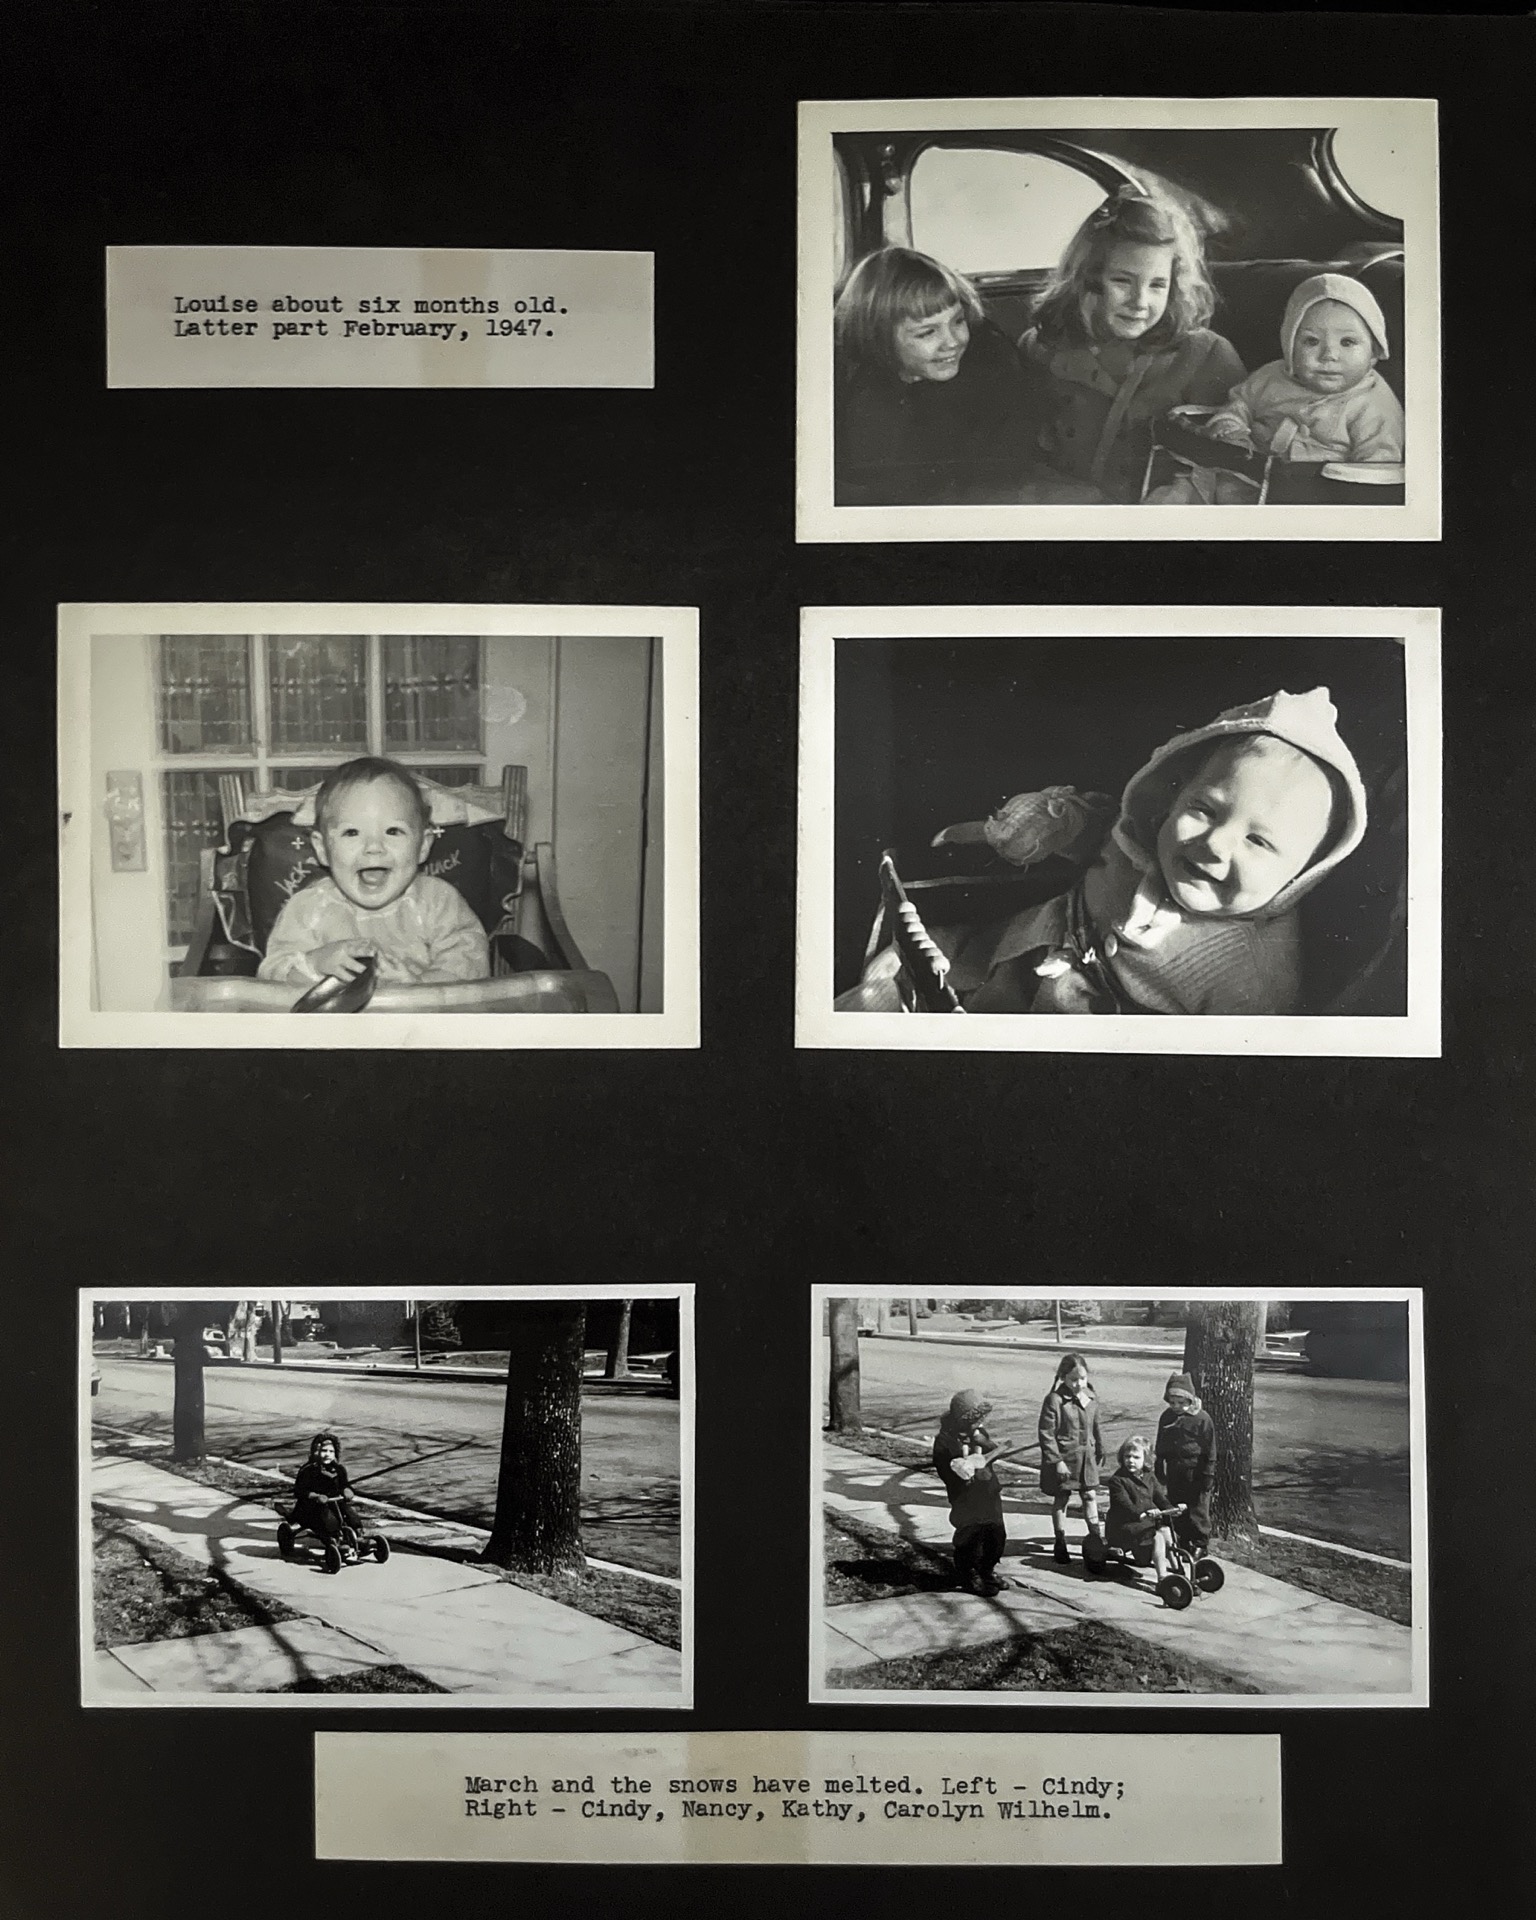 Louise about six months old.
Latter part February, 1947.
JACK
JACK
March and the snows have melted. Left - Cindy;
Right - Cindy, Nancy, Kathy, Carolyn Wilhelm.